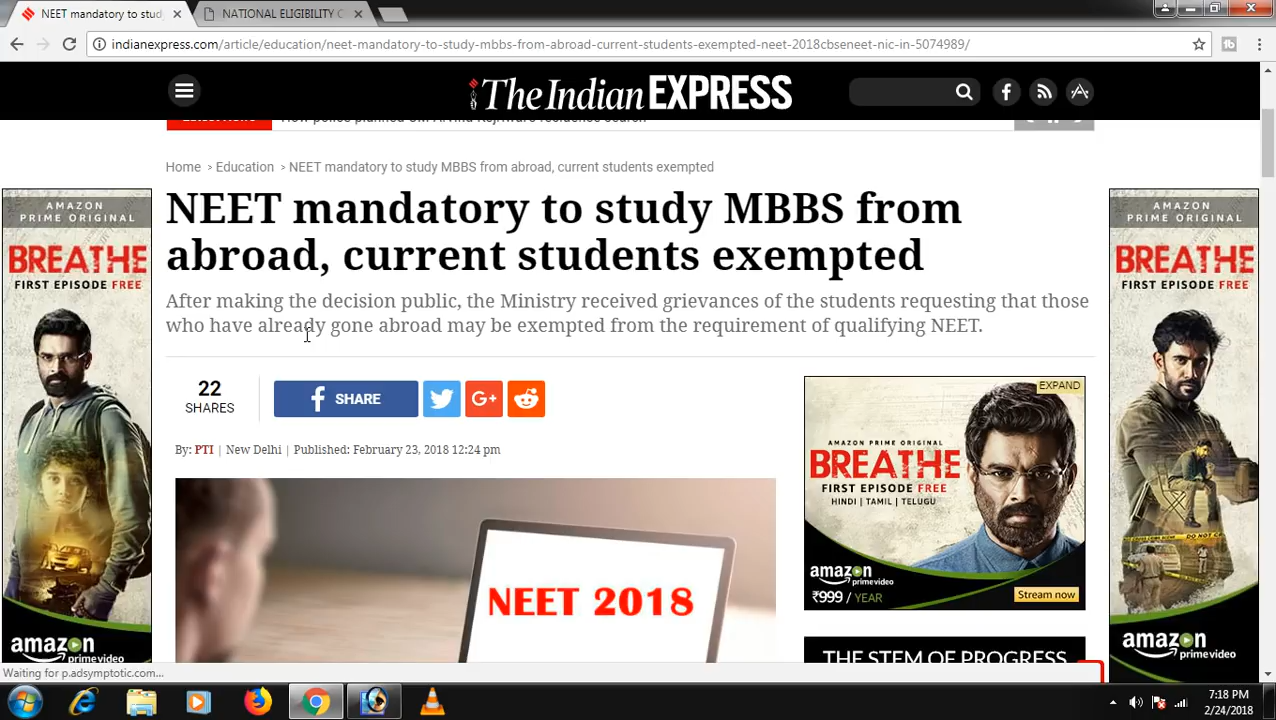 NEET mandatory to stud
NATIONAL ELIGIBILITY C
indianexpress.com/article/education/neet-mandatory-to-study-mbbs-from-abroad-current-students-exempted-neet-2018cbseneet-nic-in-5074989/
The Indian EXPRESS
Home > Education > NEET mandatory to study MBBS from abroad, current students exempted
NEET mandatory to study MBBS from
abroad, current students exempted
After making the decision public, the Ministry received grievances of the students requesting that those
who have already gone abroad may be exempted from the requirement of qualifying NEET.
22
SHARES
SHARE
G+
By: PTI | New Delhi | Published: February 23, 2018 12:24 pm
NEET 2018
AMAZON
PRIME ORIGINAL
BREATHE
FIRST EPISODE FREE
amazon
primevideo
EXPAND
AMAZON PRIME ORIGINAL
BREATHE
FIRST EPISODE FREE
HINDI | TAMIL | TELUGU
amazon
primevideo
₹999 / YEAR
Stream now
THE STEM OF PROGRESS
AMAZON
PRIME ORIGINAL
BREATHE
FIRST EPISODE FREE
amazon
primevideo
Waiting for p.adsymptotic.com...
7:18 PM
2/24/2018